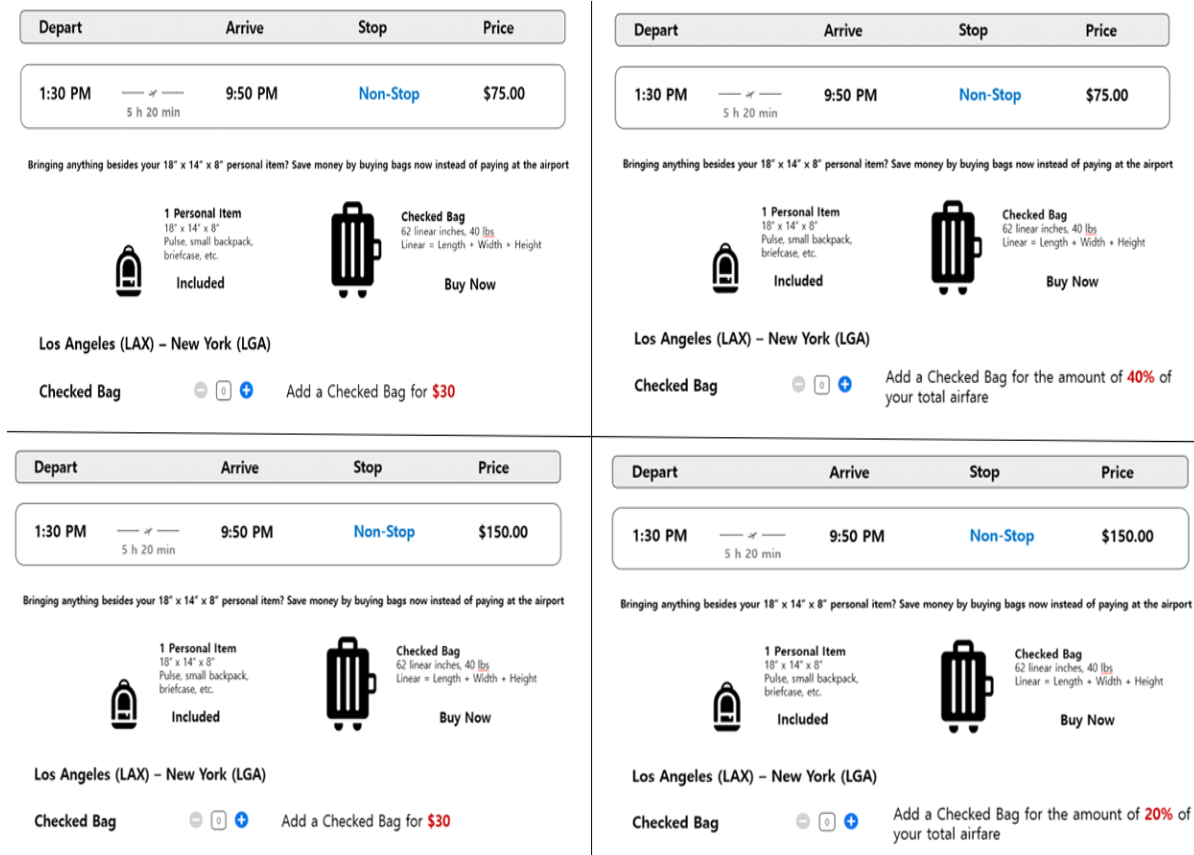 Depart Arrive Stop Price
1:30 PM 9:50 PM Non-Stop $75.00
5 h 20 min
Bringing anything besides your 18" x 14" x 8" personal item? Save money by buying bags now instead of paying at the airport
1 Personal Item
18" x 14" x 8"
Pulse, small backpack,
briefcase, etc.
Included
Checked Bag
62 linear inches, 40 lbs
Linear = Length + Width + Height
Buy Now
Los Angeles (LAX) – New York (LGA)
Checked Bag 0 Add a Checked Bag for $30
Depart Arrive Stop Price
1:30 PM 9:50 PM Non-Stop $75.00
5 h 20 min
Bringing anything besides your 18" x 14" x 8" personal item? Save money by buying bags now instead of paying at the airport
1 Personal Item
18" x 14" x 8"
Pulse, small backpack,
briefcase, etc.
Included
Checked Bag
62 linear inches, 40 lbs
Linear = Length + Width + Height
Buy Now
Los Angeles (LAX) – New York (LGA)
Checked Bag 0 Add a Checked Bag for the amount of 40% of
your total airfare
Depart Arrive Stop Price
1:30 PM 9:50 PM Non-Stop $150.00
5 h 20 min
Bringing anything besides your 18" x 14" x 8" personal item? Save money by buying bags now instead of paying at the airport
1 Personal Item
18" x 14" x 8"
Pulse, small backpack,
briefcase, etc.
Included
Checked Bag
62 linear inches, 40 lbs
Linear = Length + Width + Height
Buy Now
Los Angeles (LAX) – New York (LGA)
Checked Bag 0 Add a Checked Bag for $30
Depart Arrive Stop Price
1:30 PM 9:50 PM Non-Stop $150.00
5 h 20 min
Bringing anything besides your 18" x 14" x 8" personal item? Save money by buying bags now instead of paying at the airport
1 Personal Item
18" x 14" x 8"
Pulse, small backpack,
briefcase, etc.
Included
Checked Bag
62 linear inches, 40 lbs
Linear = Length + Width + Height
Buy Now
Los Angeles (LAX) – New York (LGA)
Checked Bag 0 Add a Checked Bag for the amount of 20% of
your total airfare